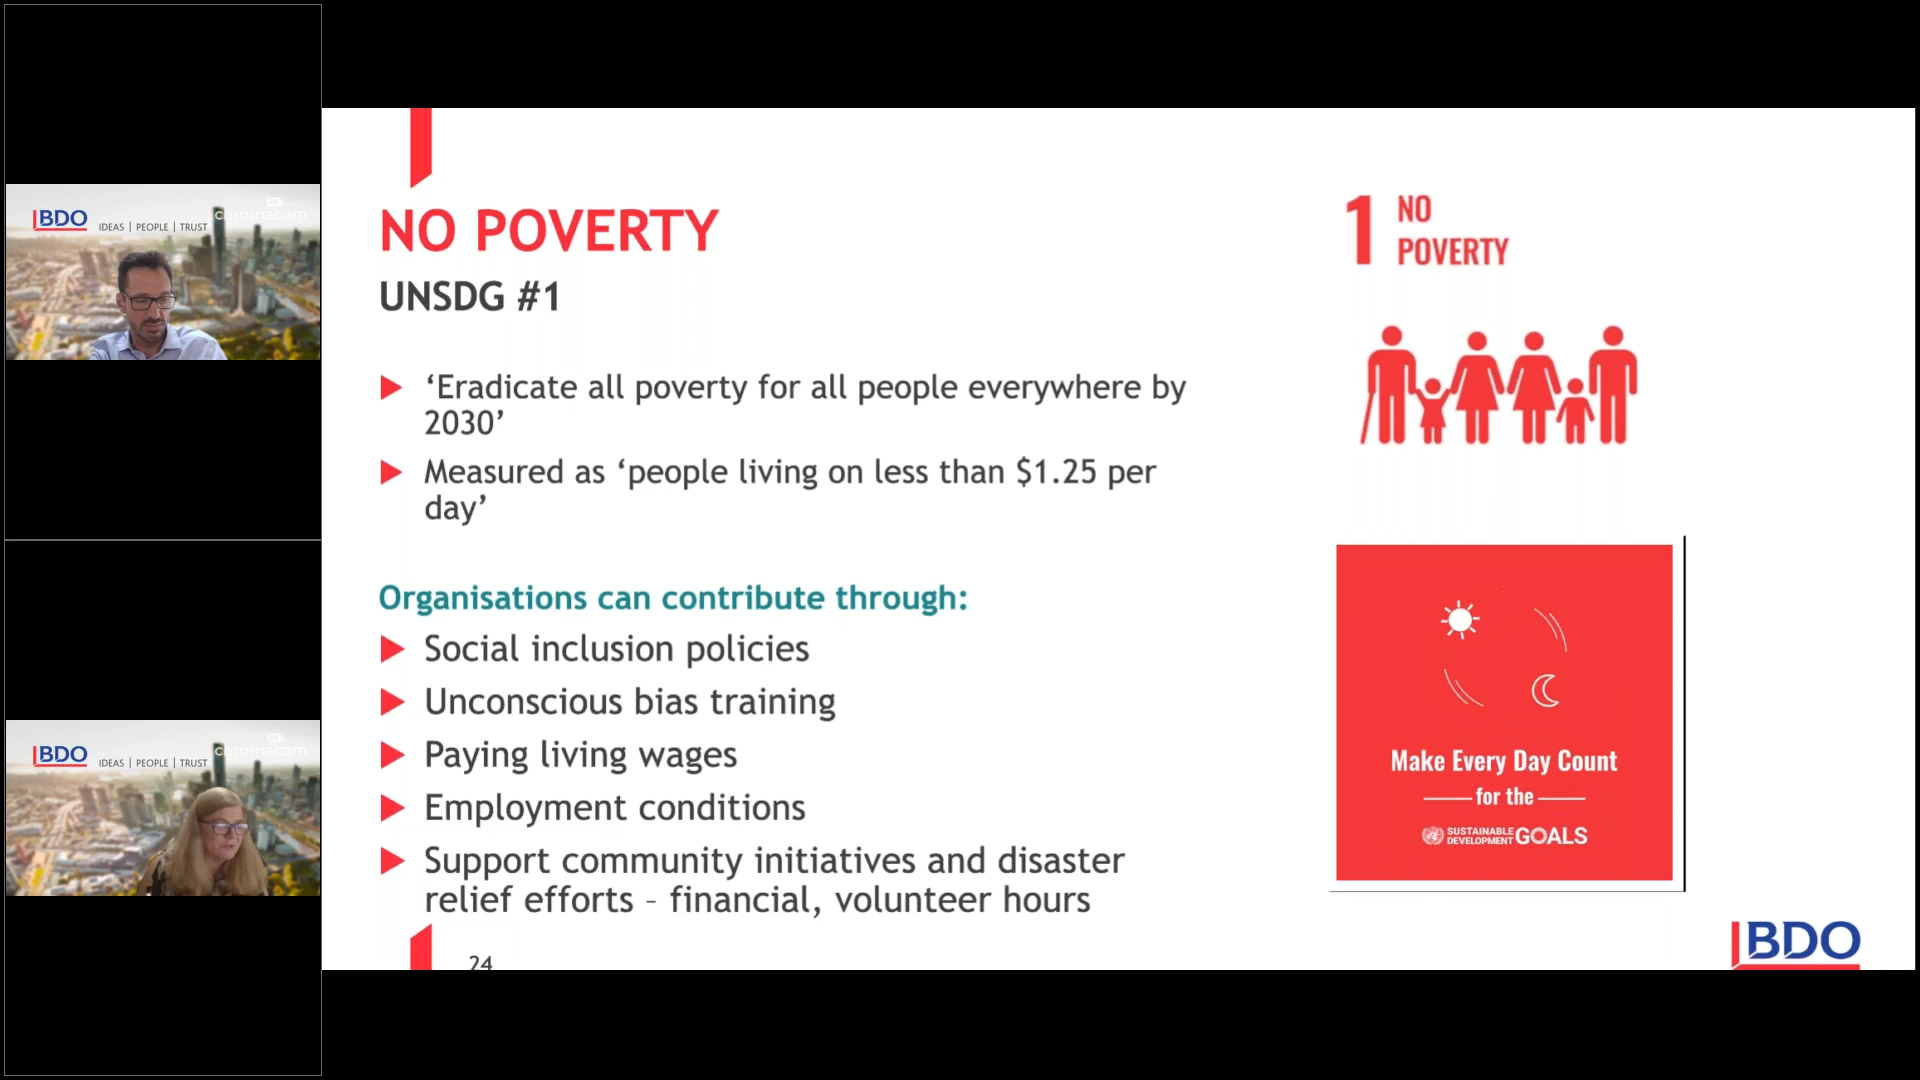 BDO
IDEAS | PEOPLE | TRUST
chromacam
BDO
IDEAS | PEOPLE | TRUST
chromacam
NO POVERTY
UNSDG #1
‘Eradicate all poverty for all people everywhere by
2030’
Measured as ‘people living on less than $1.25 per
day’
Organisations can contribute through:
Social inclusion policies
Unconscious bias training
Paying living wages
Employment conditions
Support community initiatives and disaster
relief efforts – financial, volunteer hours
24
1 NO
POVERTY
Make Every Day Count
for the
SUSTAINABLE
DEVELOPMENT GOALS
BDO